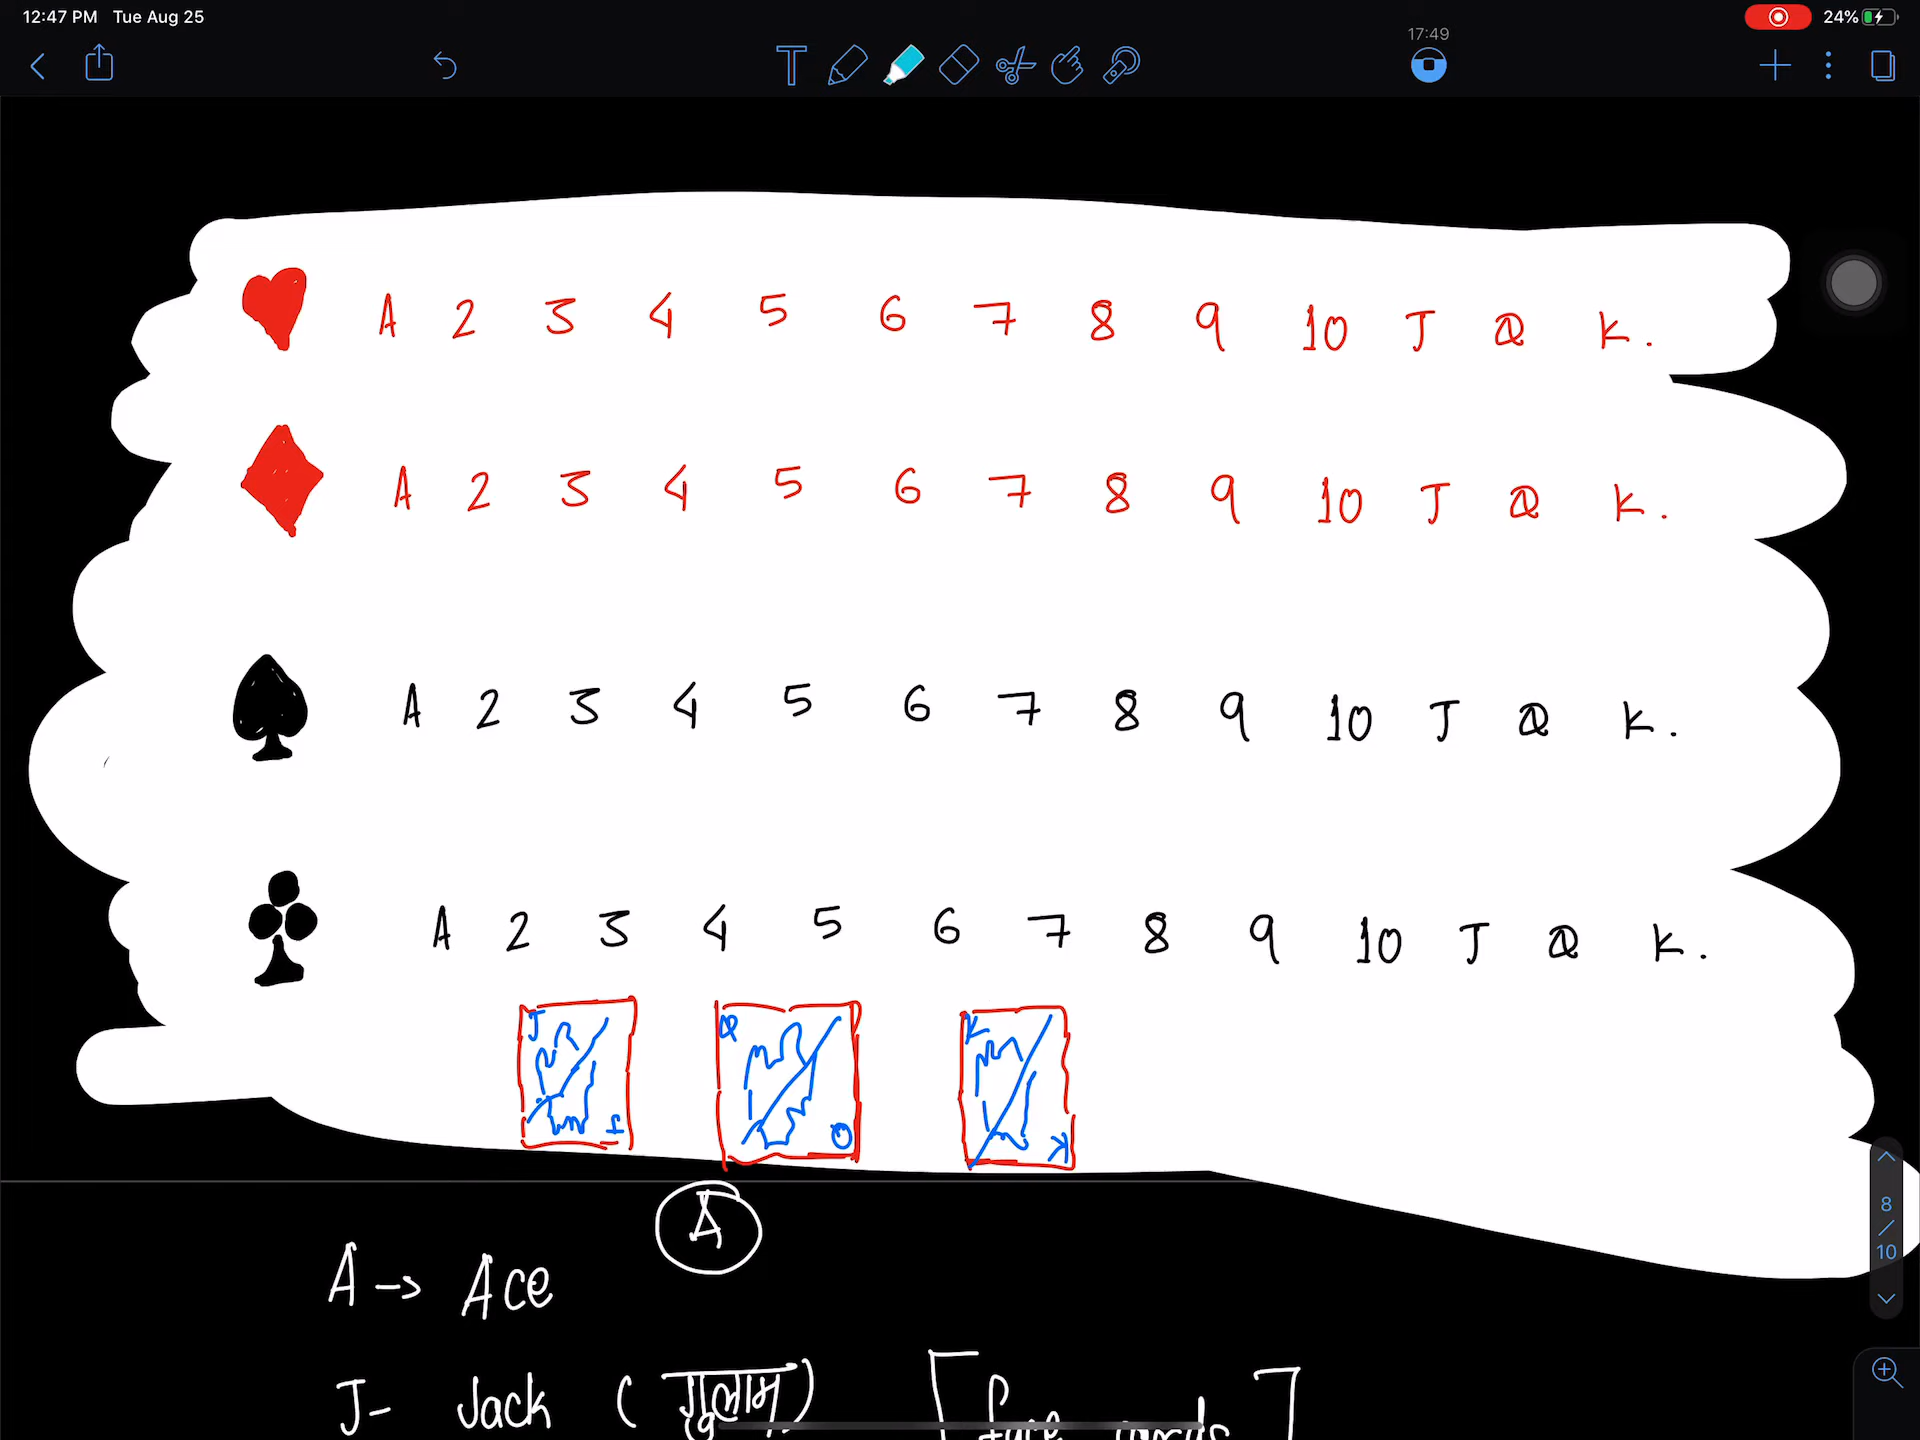 12:47 PM Tue Aug 25
24%
17:49
A 2 3 4 5 6 7 8 9 10 J Q K.
A 2 3 4 5 6 7 8 9 10 J Q K.
A 2 3 4 5 6 7 8 9 10 J Q K.
A 2 3 4 5 6 7 8 9 10 J Q K.
J Q K
J Q K
A
A → Ace
J - Jack (गुलाम) [face cards]
8
/
10